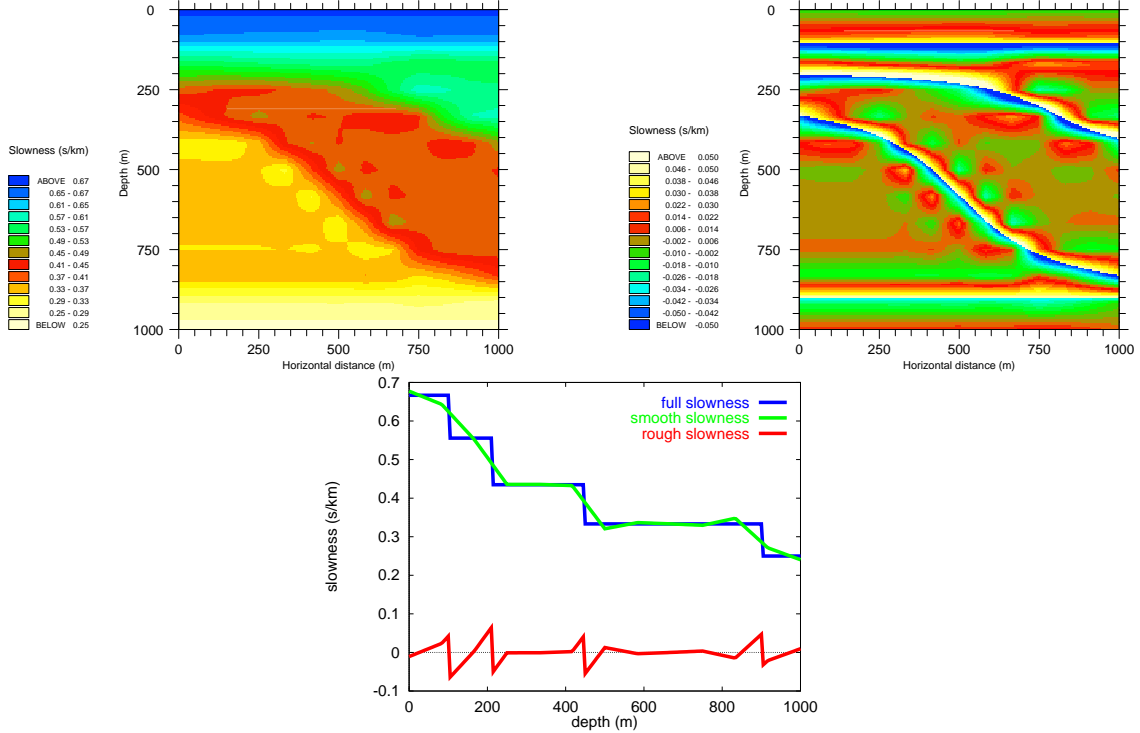 0
250
500
750
1000
Depth (m)
0 250 500 750 1000
Horizontal distance (m)
Slowness (s/km)
ABOVE 0.67
0.65 - 0.67
0.61 - 0.65
0.57 - 0.61
0.53 - 0.57
0.49 - 0.53
0.45 - 0.49
0.41 - 0.45
0.37 - 0.41
0.33 - 0.37
0.29 - 0.33
0.25 - 0.29
BELOW 0.25
0
250
500
750
1000
Depth (m)
0 250 500 750 1000
Horizontal distance (m)
Slowness (s/km)
ABOVE 0.050
0.046 - 0.050
0.038 - 0.046
0.030 - 0.038
0.022 - 0.030
0.014 - 0.022
0.006 - 0.014
-0.002 - 0.006
-0.010 - -0.002
-0.018 - -0.010
-0.026 - -0.018
-0.034 - -0.026
-0.042 - -0.034
-0.050 - -0.042
BELOW -0.050
0.7
0.6
0.5
0.4
0.3
0.2
0.1
0
-0.1
slowness (s/km)
full slowness
smooth slowness
rough slowness
0 200 400 600 800 1000
depth (m)